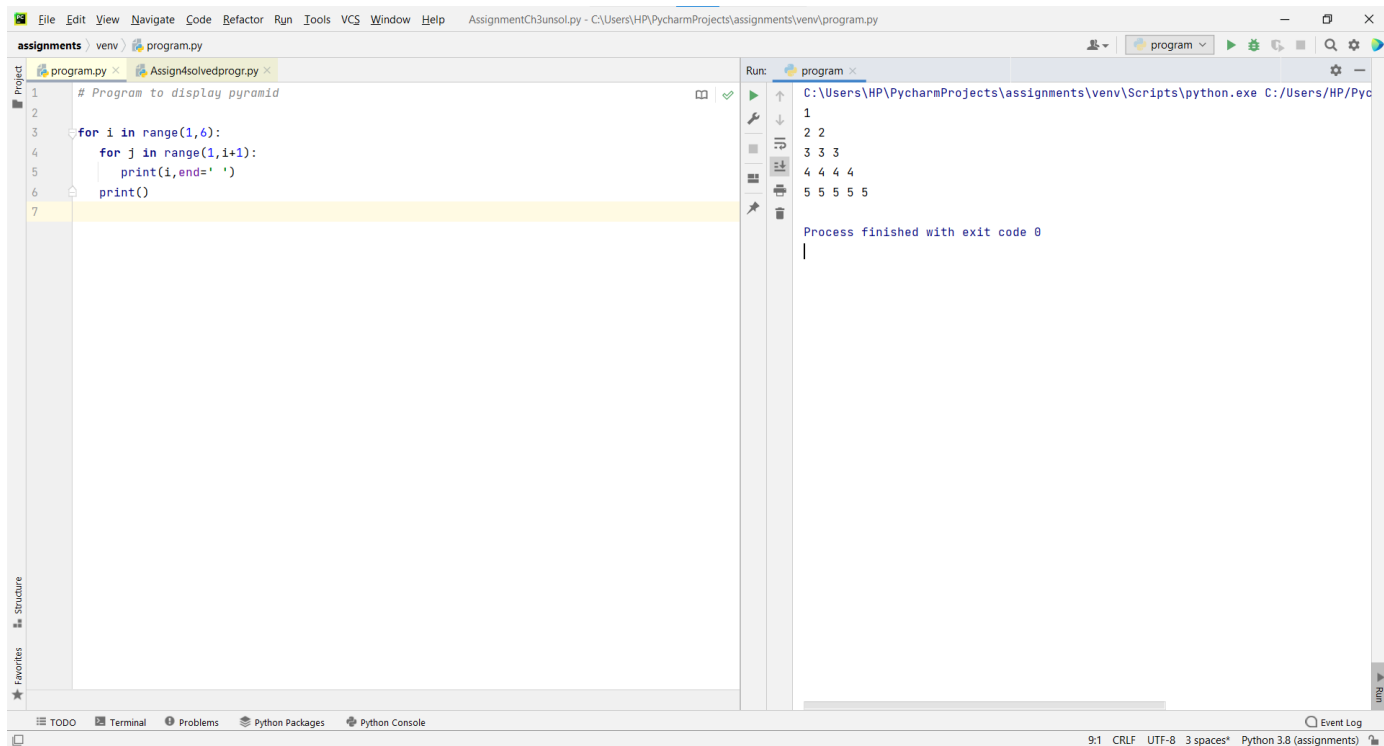 File Edit View Navigate Code Refactor Run Tools VCS Window Help AssignmentCh3unsol.py - C:\Users\HP\PycharmProjects\assignments\venv\program.py
assignments venv program.py program
Project
program.py Assign4solvedprogr.py
1 # Program to display pyramid
2
3 for i in range(1,6):
4    for j in range(1,i+1):
5       print(i,end=' ')
6    print()
7
Run: program
C:\Users\HP\PycharmProjects\assignments\venv\Scripts\python.exe C:/Users/HP/Pyc
1
2 2
3 3 3
4 4 4 4
5 5 5 5 5
Process finished with exit code 0
Structure
Favorites
Run
TODO Terminal Problems Python Packages Python Console Event Log
9:1 CRLF UTF-8 3 spaces* Python 3.8 (assignments)